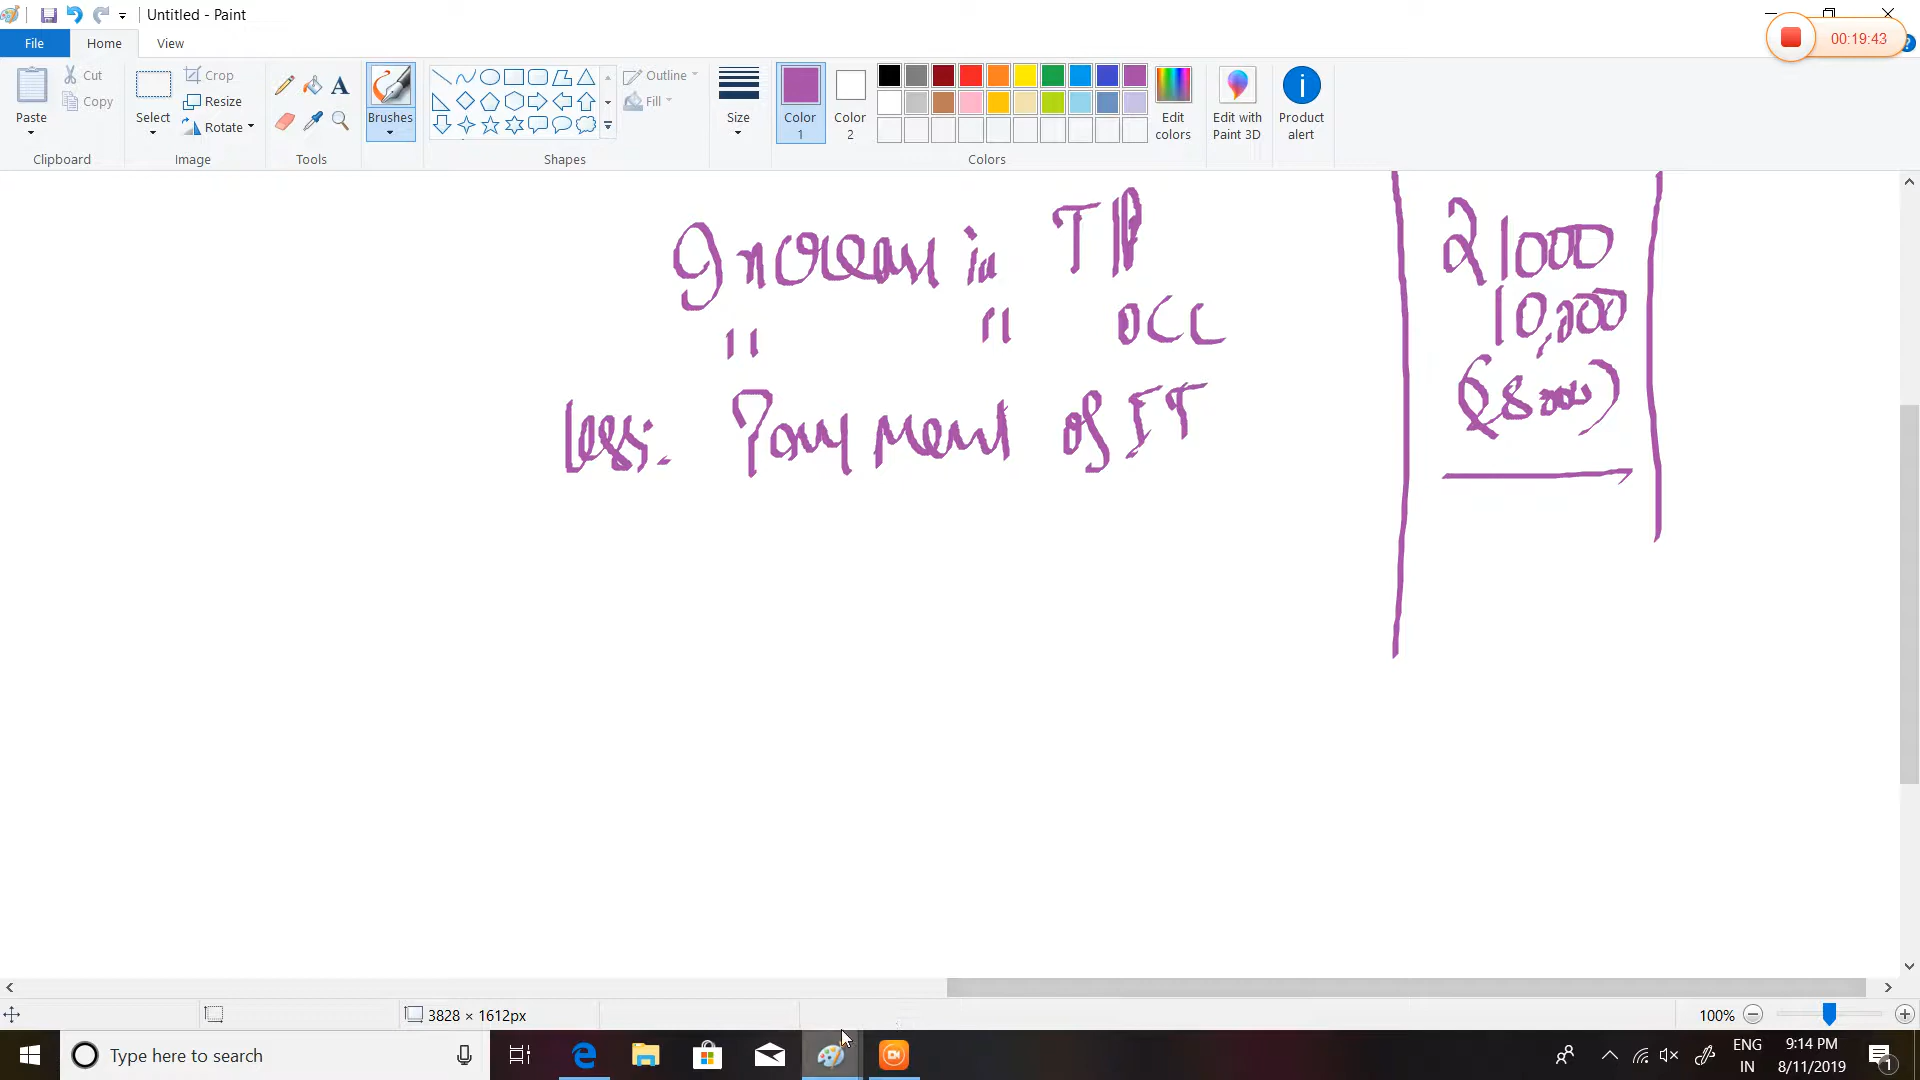 Untitled - Paint
00:19:43
File Home View
Paste Cut Copy Clipboard
Select Crop Resize Rotate Image
Tools
Brushes
Outline Fill Shapes
Size
Color 1 Color 2 Edit colors Colors
Edit with Paint 3D
Product alert
Increase in TP 21000
" " OCL 10,200
Less: Payment of IT
3828 × 1612px 100%
Type here to search
ENG IN 9:14 PM 8/11/2019 1